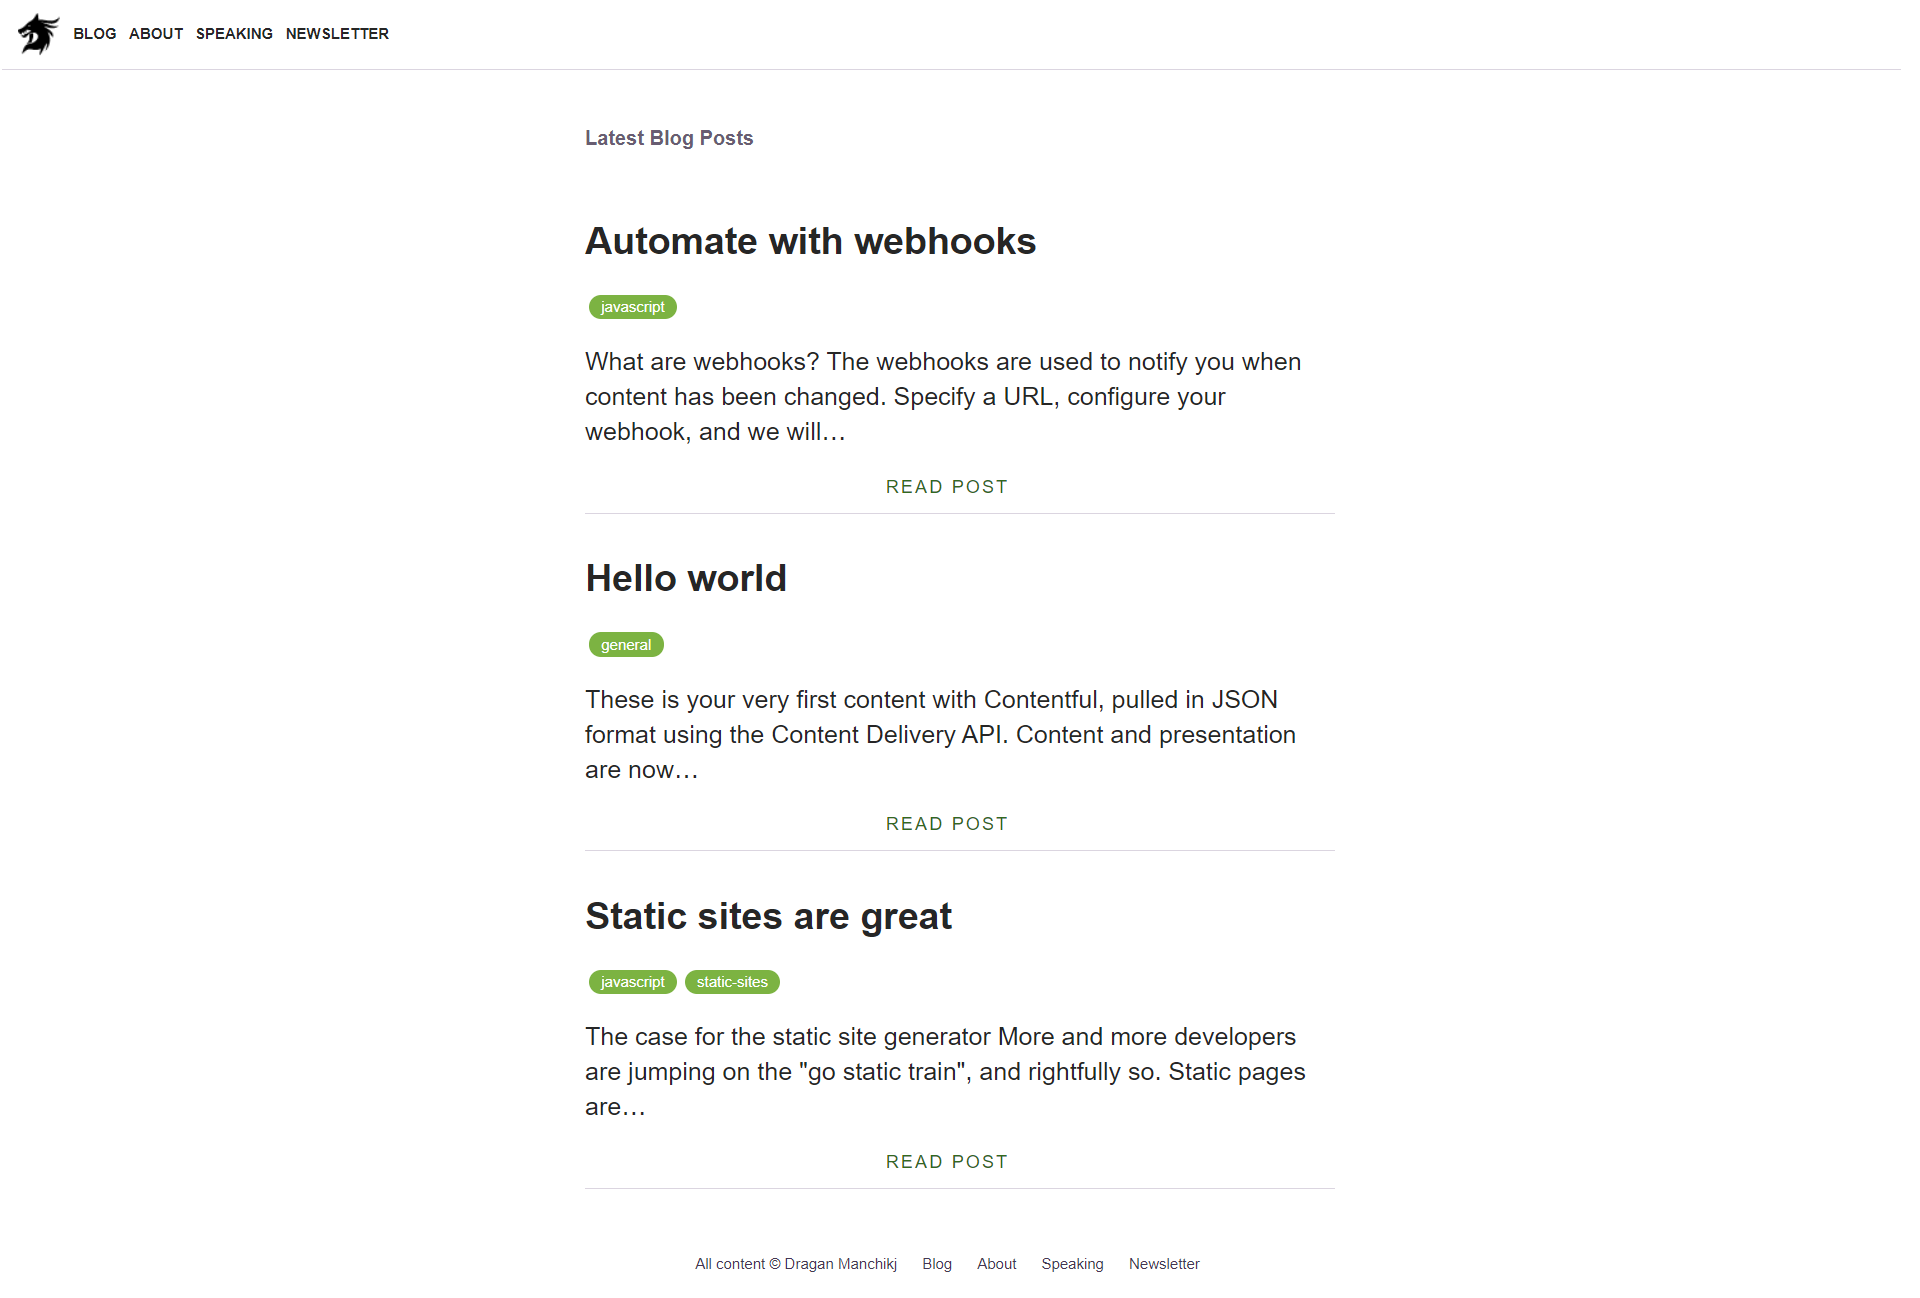 BLOG ABOUT SPEAKING NEWSLETTER
Latest Blog Posts
Automate with webhooks
javascript
What are webhooks? The webhooks are used to notify you when
content has been changed. Specify a URL, configure your
webhook, and we will…
READ POST
Hello world
general
These is your very first content with Contentful, pulled in JSON
format using the Content Delivery API. Content and presentation
are now…
READ POST
Static sites are great
javascript static-sites
The case for the static site generator More and more developers
are jumping on the "go static train", and rightfully so. Static pages
are…
READ POST
All content © Dragan Manchikj Blog About Speaking Newsletter